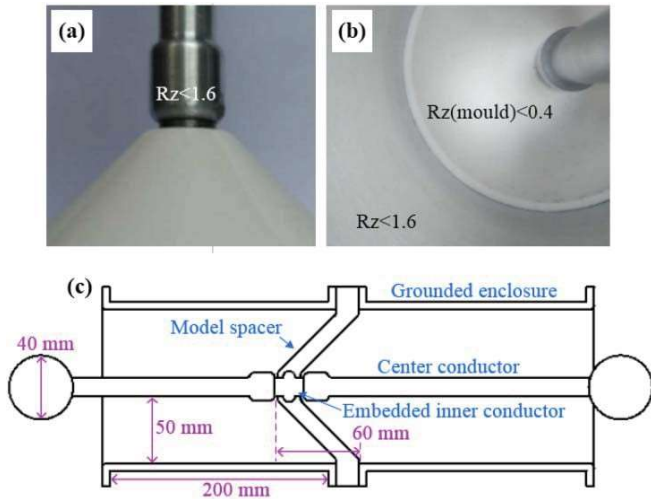 (a)
Rz<1.6
(b)
Rz(mould)<0.4
Rz<1.6
(c)
Grounded enclosure
Model spacer
40 mm
Center conductor
50 mm
Embedded inner conductor
60 mm
200 mm